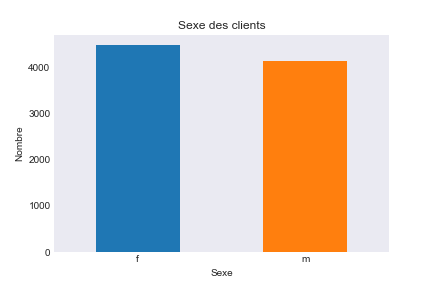 Sexe des clients
Nombre
4000
3000
2000
1000
0
f
m
Sexe